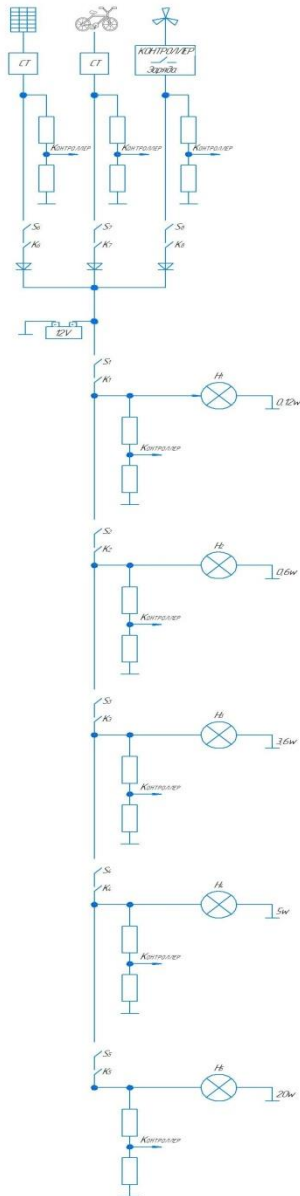 СТ
СТ
КОНТРОЛЛЕР
Заряда
КОНТРОЛЛЕР
КОНТРОЛЛЕР
КОНТРОЛЛЕР
S6
S7
S8
K6
K7
K8
12V
S1
K1
H1
0,12w
КОНТРОЛЛЕР
S2
K2
H2
0,6w
КОНТРОЛЛЕР
S3
K3
H3
3,6w
КОНТРОЛЛЕР
S4
K4
H4
5w
КОНТРОЛЛЕР
S5
K5
H5
20w
КОНТРОЛЛЕР